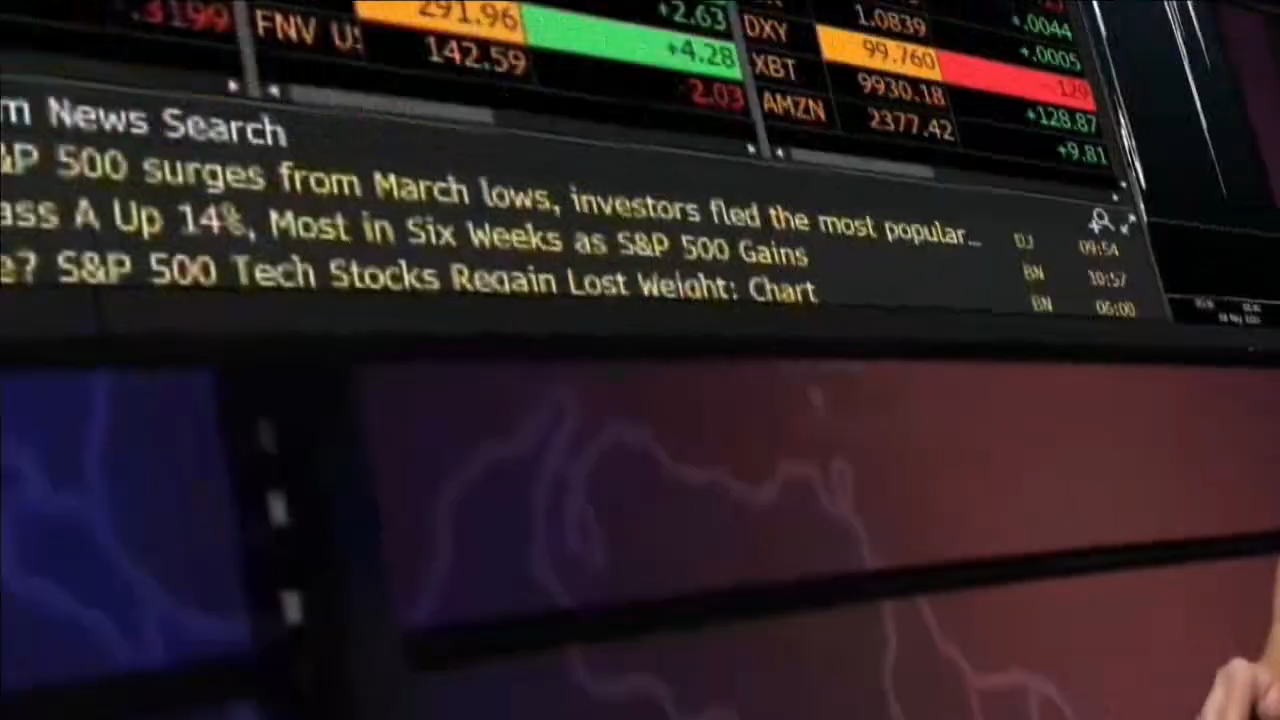 .3199
FNV U
291.96
+2.63
142.59
+4.28
-2.03
DXY
1.0839
+.0044
XBT
99.760
+.0005
AMZN
9930.18
-129
2377.42
+128.87
+9.81
m News Search
&P 500 surges from March lows, investors fled the most popular… DJ 09:54
ass A Up 14%, Most in Six Weeks as S&P 500 Gains BN 10:57
e? S&P 500 Tech Stocks Regain Lost Weight: Chart BN 06:00